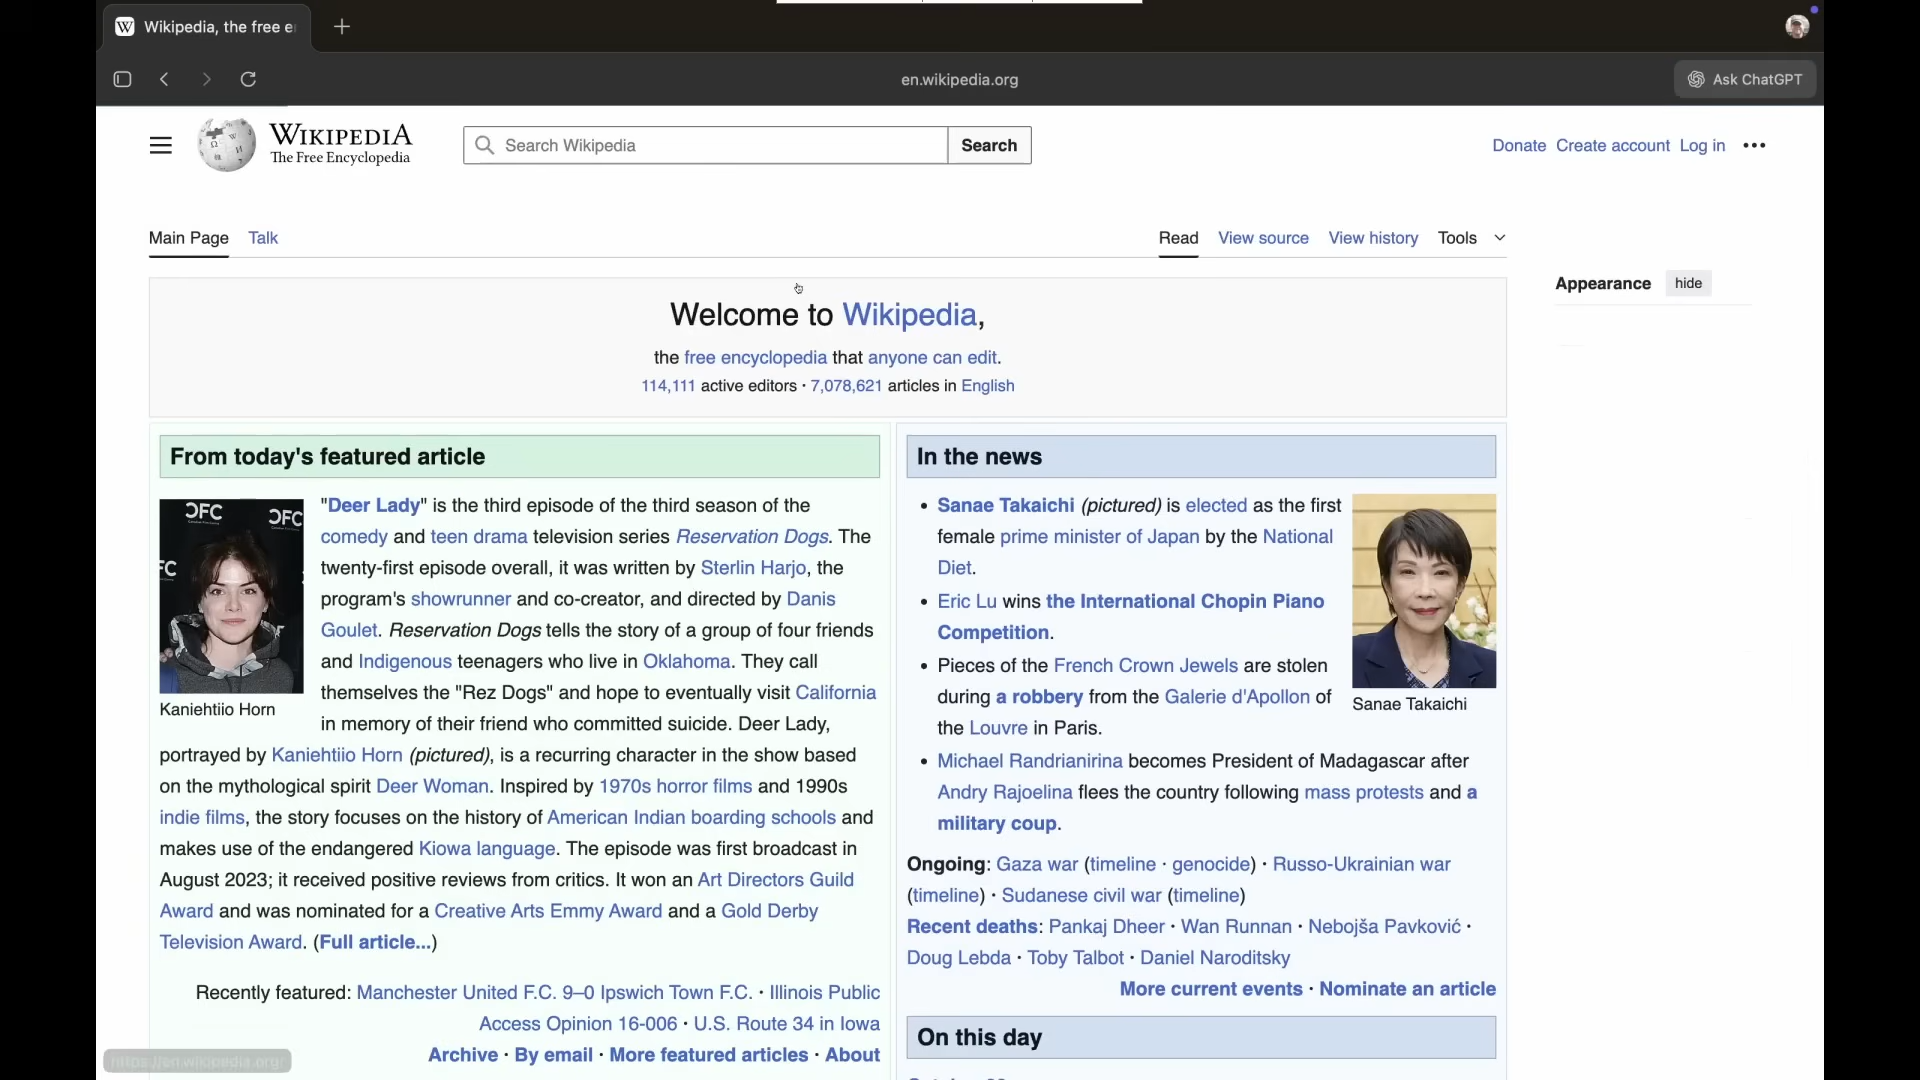 Wikipedia, the free e
en.wikipedia.org
Ask ChatGPT
WIKIPEDIA
The Free Encyclopedia
Search Wikipedia
Search
Donate Create account Log in
Main Page Talk
Read View source View history Tools
Appearance hide
Welcome to Wikipedia,
the free encyclopedia that anyone can edit.
114,111 active editors · 7,078,621 articles in English
From today's featured article
OFC
OFC
FC
Kaniehtiio Horn
"Deer Lady" is the third episode of the third season of the
comedy and teen drama television series Reservation Dogs. The
twenty-first episode overall, it was written by Sterlin Harjo, the
program's showrunner and co-creator, and directed by Danis
Goulet. Reservation Dogs tells the story of a group of four friends
and Indigenous teenagers who live in Oklahoma. They call
themselves the "Rez Dogs" and hope to eventually visit California
in memory of their friend who committed suicide. Deer Lady,
portrayed by Kaniehtiio Horn (pictured), is a recurring character in the show based
on the mythological spirit Deer Woman. Inspired by 1970s horror films and 1990s
indie films, the story focuses on the history of American Indian boarding schools and
makes use of the endangered Kiowa language. The episode was first broadcast in
August 2023; it received positive reviews from critics. It won an Art Directors Guild
Award and was nominated for a Creative Arts Emmy Award and a Gold Derby
Television Award. (Full article...)
Recently featured: Manchester United F.C. 9–0 Ipswich Town F.C. · Illinois Public
Access Opinion 16-006 · U.S. Route 34 in Iowa
Archive · By email · More featured articles · About
In the news
• Sanae Takaichi (pictured) is elected as the first
female prime minister of Japan by the National
Diet.
• Eric Lu wins the International Chopin Piano
Competition.
• Pieces of the French Crown Jewels are stolen
during a robbery from the Galerie d'Apollon of
the Louvre in Paris.
Sanae Takaichi
• Michael Randrianirina becomes President of Madagascar after
Andry Rajoelina flees the country following mass protests and a
military coup.
Ongoing: Gaza war (timeline · genocide) · Russo-Ukrainian war
(timeline) · Sudanese civil war (timeline)
Recent deaths: Pankaj Dheer · Wan Runnan · Nebojša Pavković ·
Doug Lebda · Toby Talbot · Daniel Naroditsky
More current events · Nominate an article
On this day
https://en.wikipedia.org